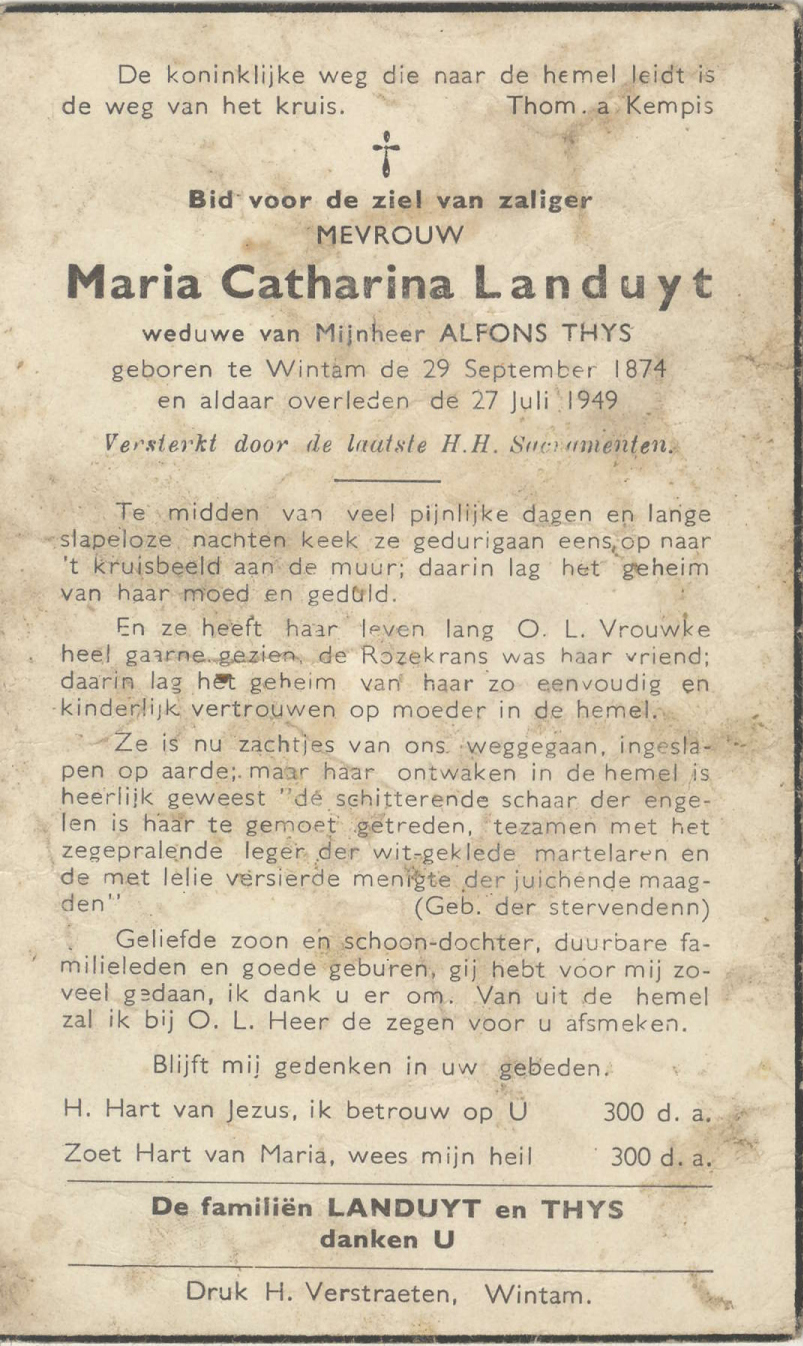 De koninklijke weg die naar de hemel leidt is
de weg van het kruis. Thom. a Kempis
Bid voor de ziel van zaliger
MEVROUW
Maria Catharina Landuyt
weduwe van Mijnheer ALFONS THYS
geboren te Wintam de 29 September 1874
en aldaar overleden de 27 Juli 1949
Versterkt door de laatste H.H. Sacramenten.
Te midden van veel pijnlijke dagen en lange
slapeloze nachten keek ze gedurigaan eens op naar
't kruisbeeld aan de muur; daarin lag het geheim
van haar moed en geduld.
En ze heeft haar leven lang O. L. Vrouwke
heel gaarne gezien, de Rozekrans was haar vriend;
daarin lag het geheim van haar zo eenvoudig en
kinderlijk vertrouwen op moeder in de hemel.
Ze is nu zachtjes van ons weggegaan, ingesla-
pen op aarde; maar haar ontwaken in de hemel is
heerlijk geweest "de schitterende schaar der enge-
len is haar te gemoet getreden, tezamen met het
zegepralende leger der wit-geklede martelaren en
de met lelie versierde menigte der juichende maag-
den" (Geb. der stervendenn)
Geliefde zoon en schoon-dochter, duurbare fa-
milieleden en goede geburen, gij hebt voor mij zo-
veel gedaan, ik dank u er om. Van uit de hemel
zal ik bij O. L. Heer de zegen voor u afsmeken.
Blijft mij gedenken in uw gebeden.
H. Hart van Jezus, ik betrouw op U 300 d. a.
Zoet Hart van Maria, wees mijn heil 300 d. a.
De familiën LANDUYT en THYS
danken U
Druk H. Verstraeten, Wintam.